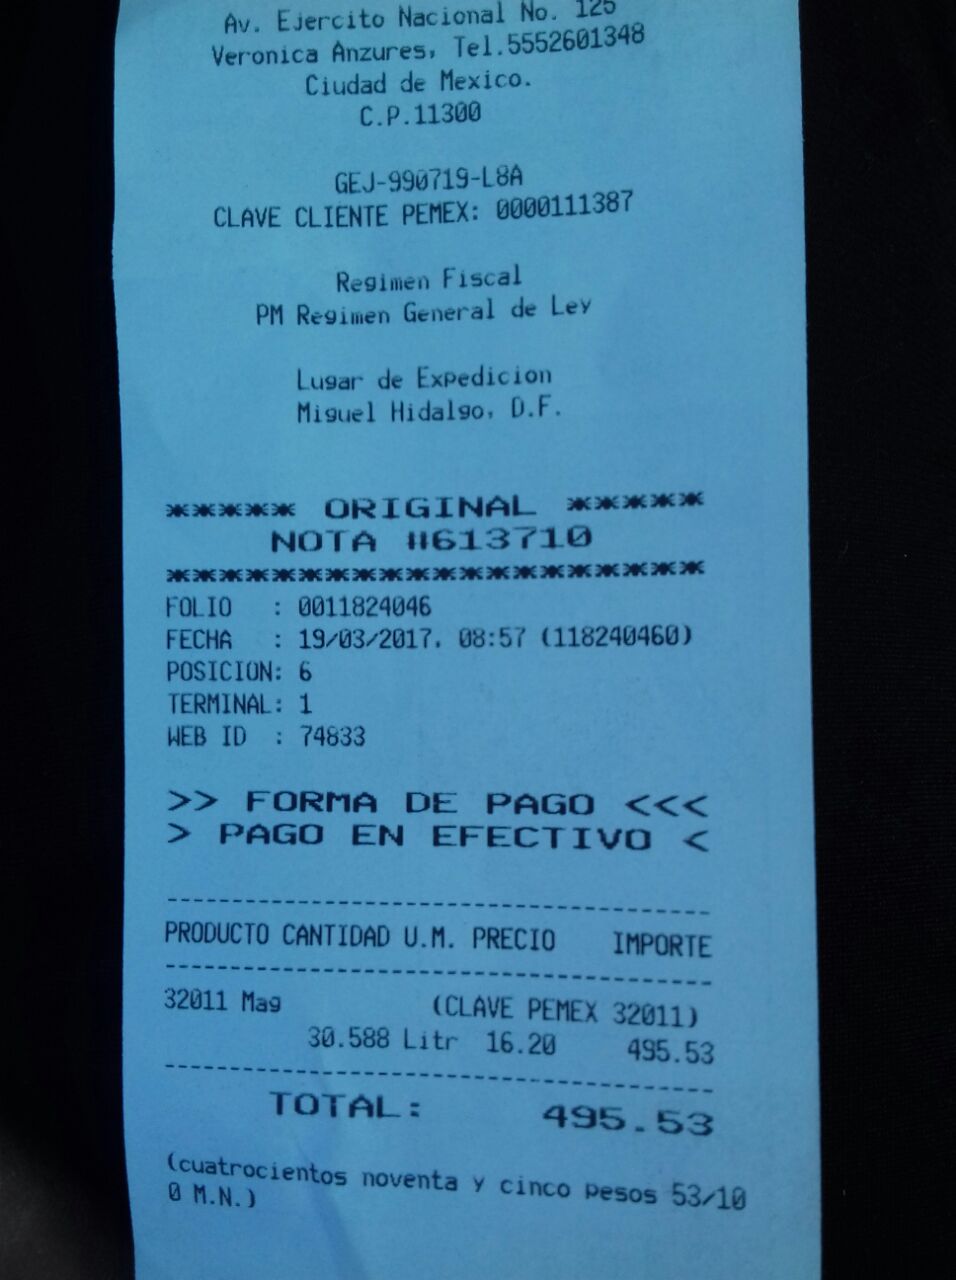 Av. Ejercito Nacional No. 125
Veronica Anzures, Tel.5552601348
Ciudad de Mexico.
C.P.11300
GEJ-990719-L8A
CLAVE CLIENTE PEMEX: 0000111387
Regimen Fiscal
PM Regimen General de Ley
Lugar de Expedicion
Miguel Hidalgo, D.F.
***** ORIGINAL *****
NOTA #613710
*********************
FOLIO : 0011824046
FECHA : 19/03/2017, 08:57 (118240460)
POSICION: 6
TERMINAL: 1
WEB ID : 74833
>> FORMA DE PAGO <<<
> PAGO EN EFECTIVO <
-----------------------------------------
PRODUCTO CANTIDAD U.M. PRECIO IMPORTE
-----------------------------------------
32011 Mag (CLAVE PEMEX 32011)
30.588 Litr 16.20 495.53
-----------------------------------------
TOTAL: 495.53
(cuatrocientos noventa y cinco pesos 53/10
0 M.N.)